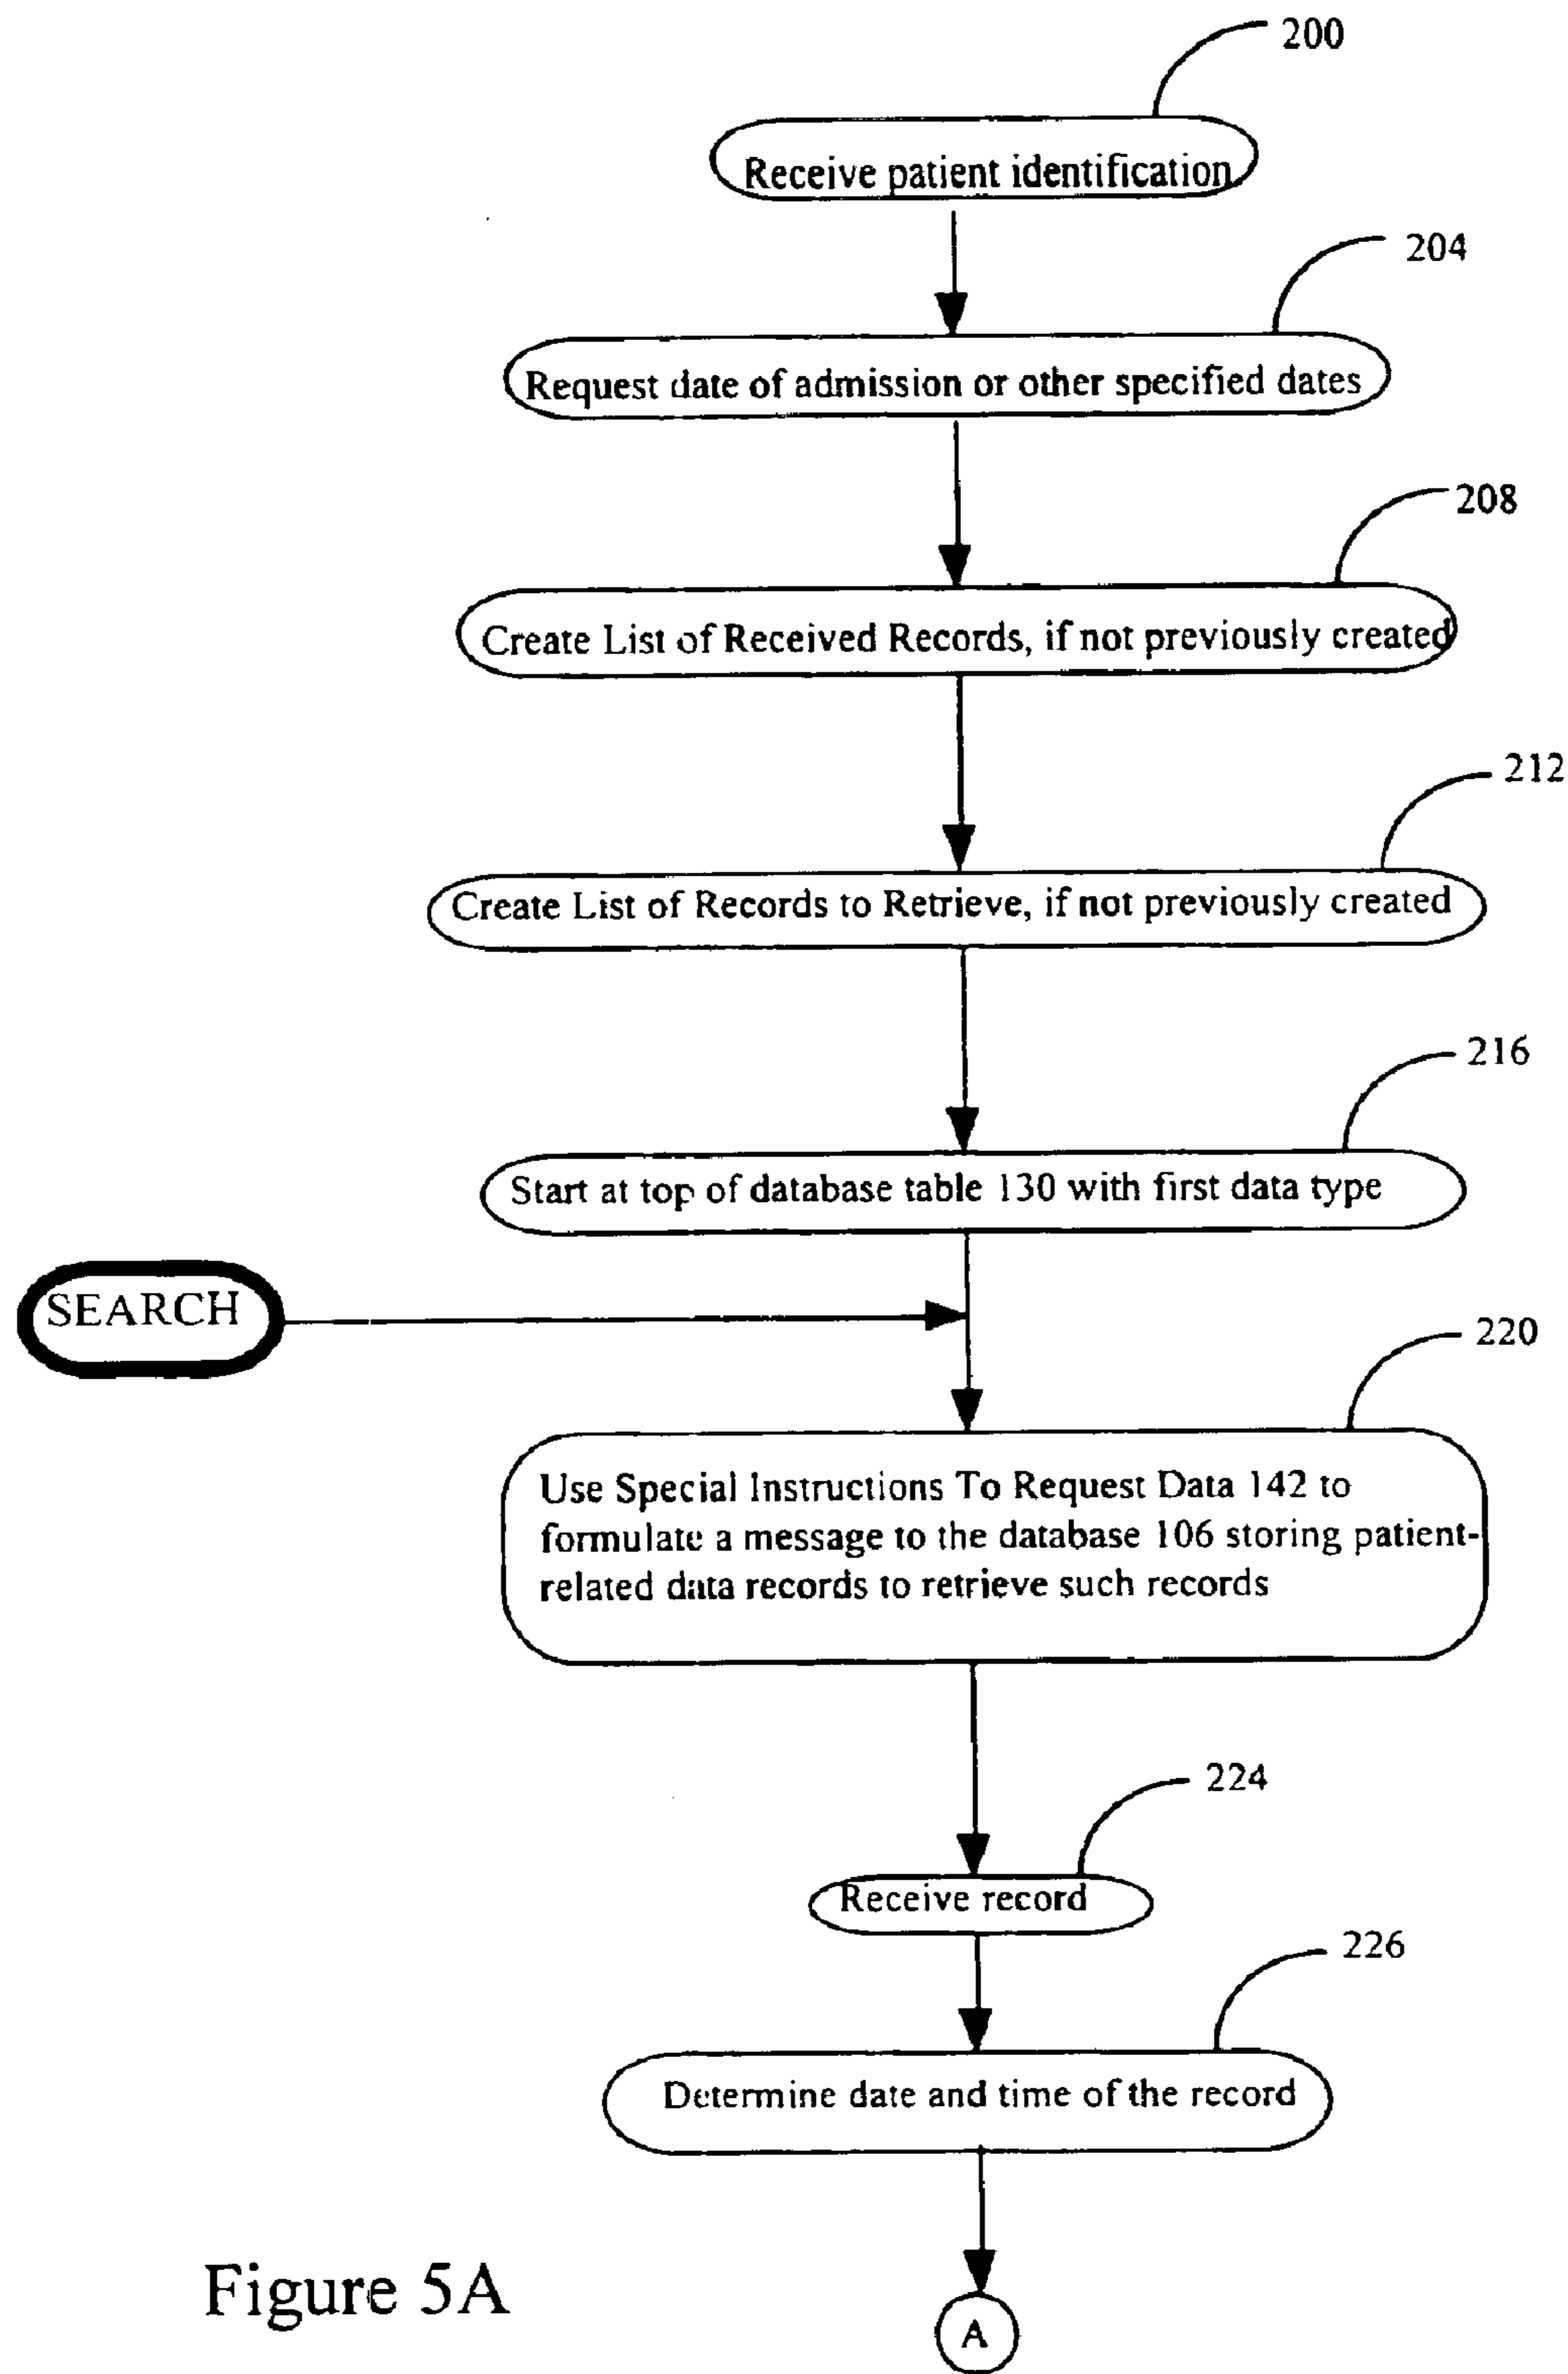 200
Receive patient identification
204
Request date of admission or other specified dates
208
Create List of Received Records, if not previously created
212
Create List of Records to Retrieve, if not previously created
216
Start at top of database table 130 with first data type
SEARCH
220
Use Special Instructions To Request Data 142 to
formulate a message to the database 106 storing patient-
related data records to retrieve such records
224
Receive record
226
Determine date and time of the record
Figure 5A
A